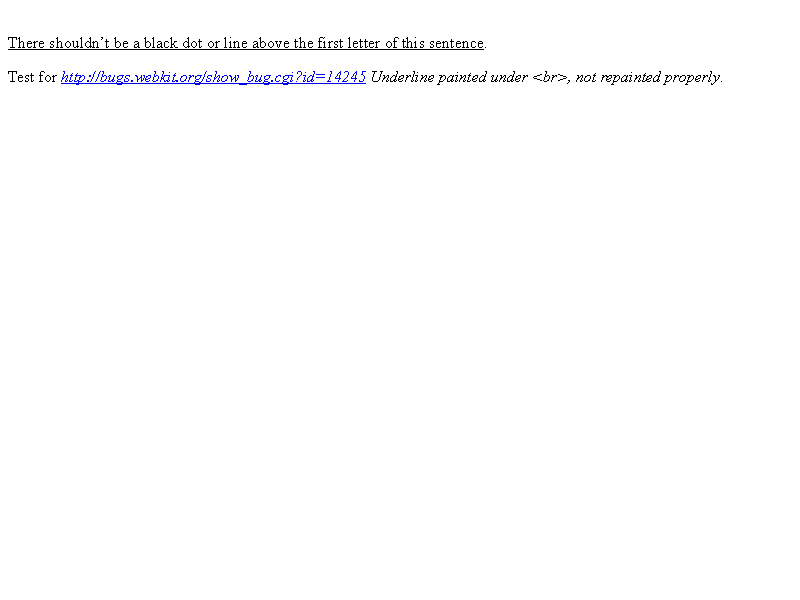 There shouldn’t be a black dot or line above the first letter of this sentence.
Test for http://bugs.webkit.org/show_bug.cgi?id=14245 Underline painted under <br>, not repainted properly.